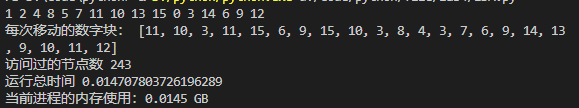 1 2 4 8 5 7 11 10 13 15 0 3 14 6 9 12
每次移动的数字块: [11, 10, 3, 11, 15, 6, 9, 15, 10, 3, 8, 4, 3, 7, 6, 9, 14, 13
, 9, 10, 11, 12]
访问过的节点数 243
运行总时间 0.014707803726196289
当前进程的内存使用: 0.0145 GB